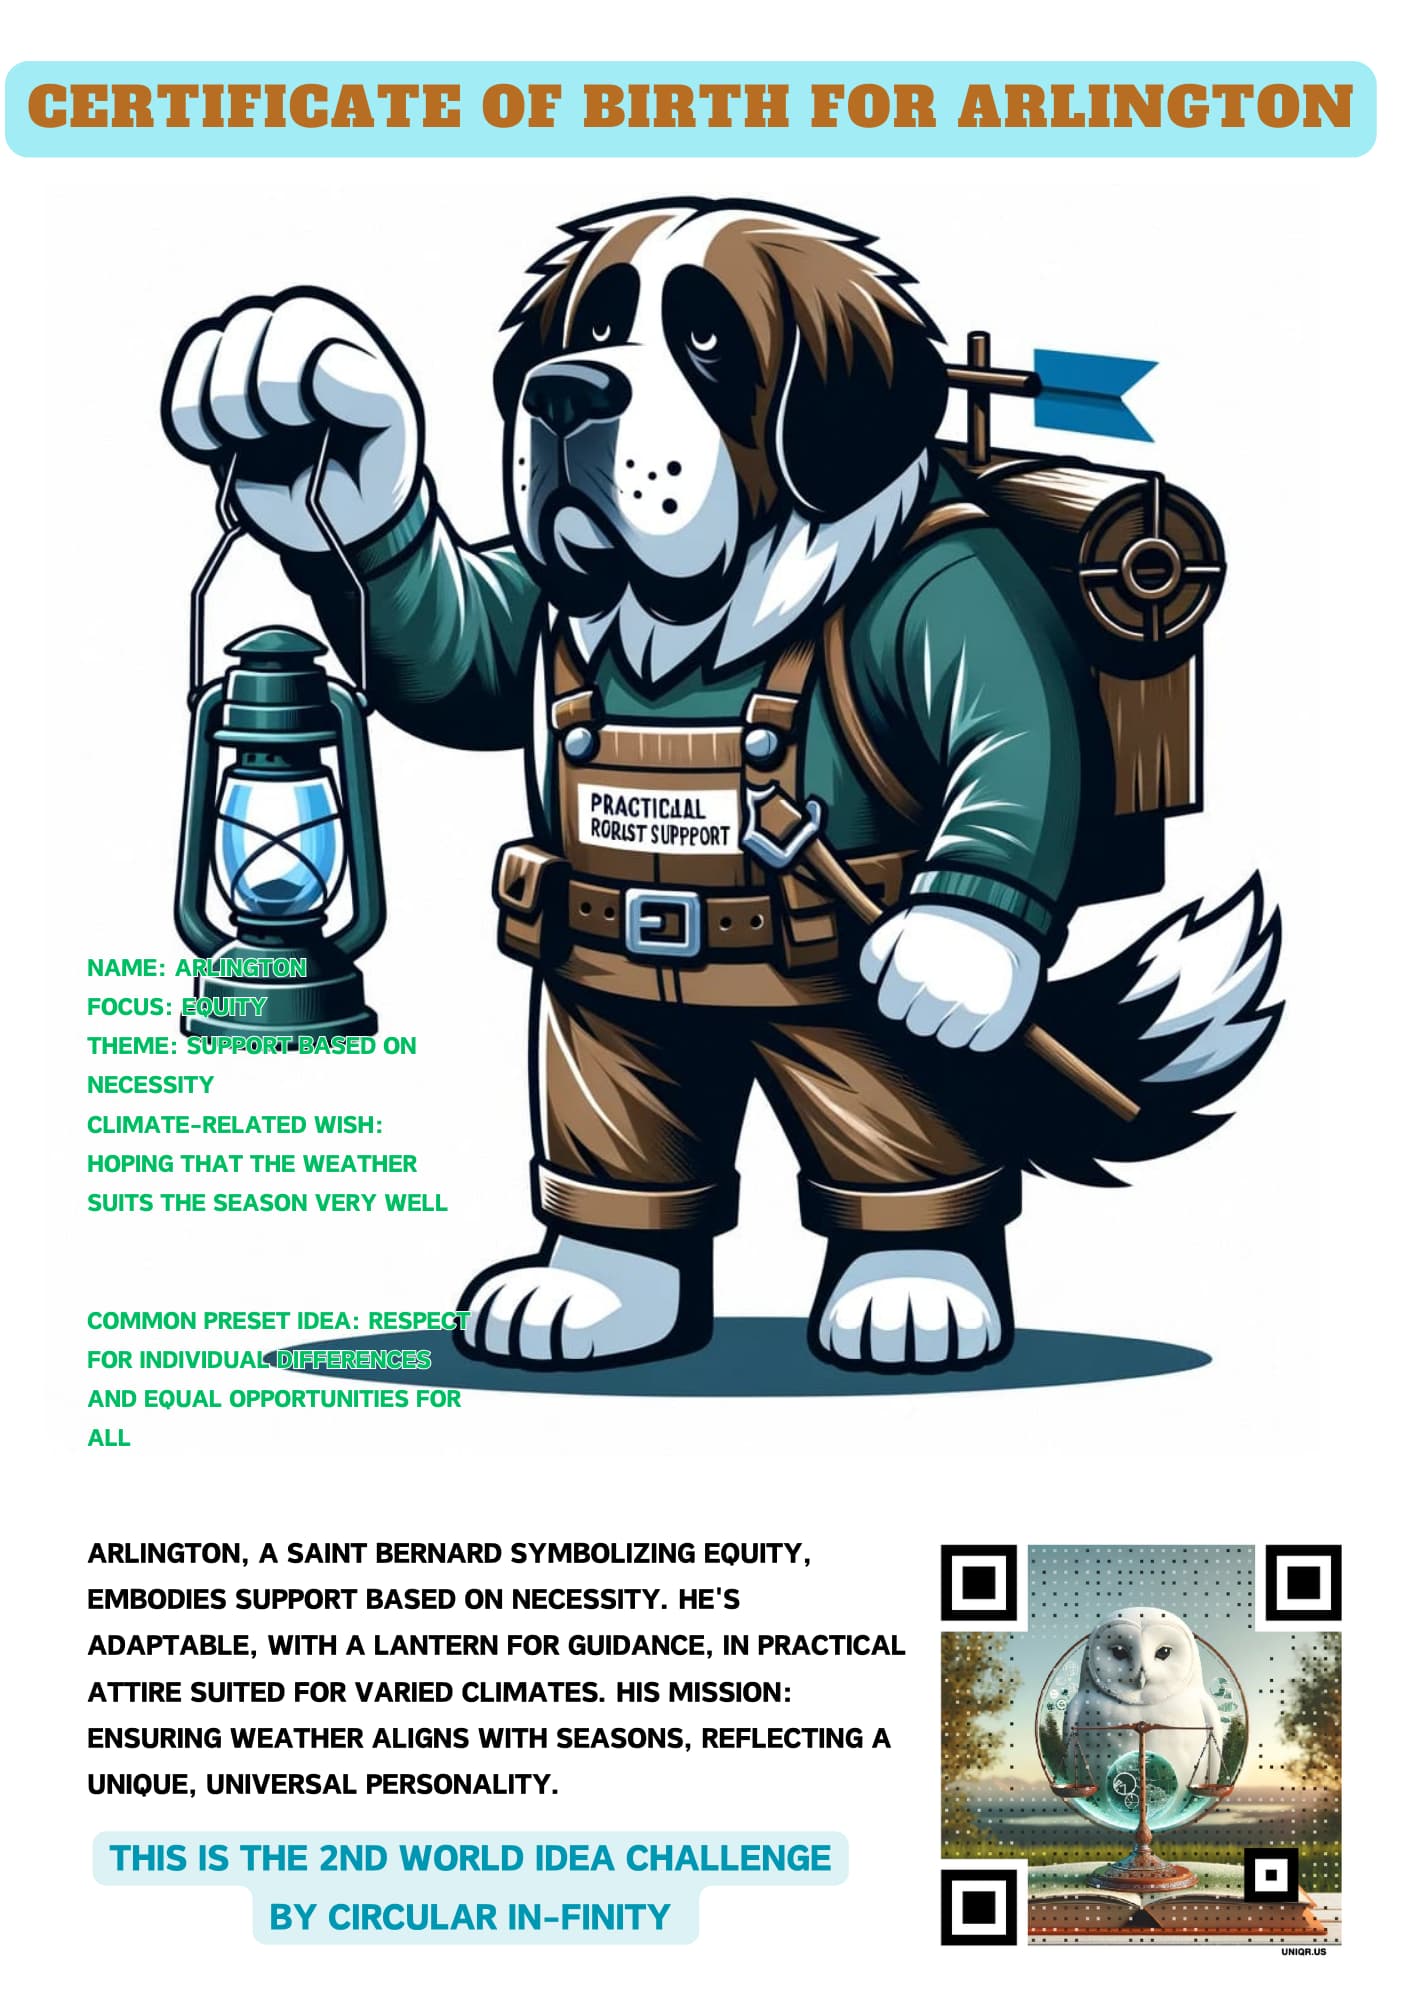 CERTIFICATE OF BIRTH FOR ARLINGTON
PRACTICIAL
RORIST SUPPPORT
NAME: ARLINGTON
FOCUS: EQUITY
THEME: SUPPORT BASED ON
NECESSITY
CLIMATE-RELATED WISH:
HOPING THAT THE WEATHER
SUITS THE SEASON VERY WELL
COMMON PRESET IDEA: RESPECT
FOR INDIVIDUAL DIFFERENCES
AND EQUAL OPPORTUNITIES FOR
ALL
ARLINGTON, A SAINT BERNARD SYMBOLIZING EQUITY,
EMBODIES SUPPORT BASED ON NECESSITY. HE'S
ADAPTABLE, WITH A LANTERN FOR GUIDANCE, IN PRACTICAL
ATTIRE SUITED FOR VARIED CLIMATES. HIS MISSION:
ENSURING WEATHER ALIGNS WITH SEASONS, REFLECTING A
UNIQUE, UNIVERSAL PERSONALITY.
THIS IS THE 2ND WORLD IDEA CHALLENGE
BY CIRCULAR IN-FINITY
UNIQR.US